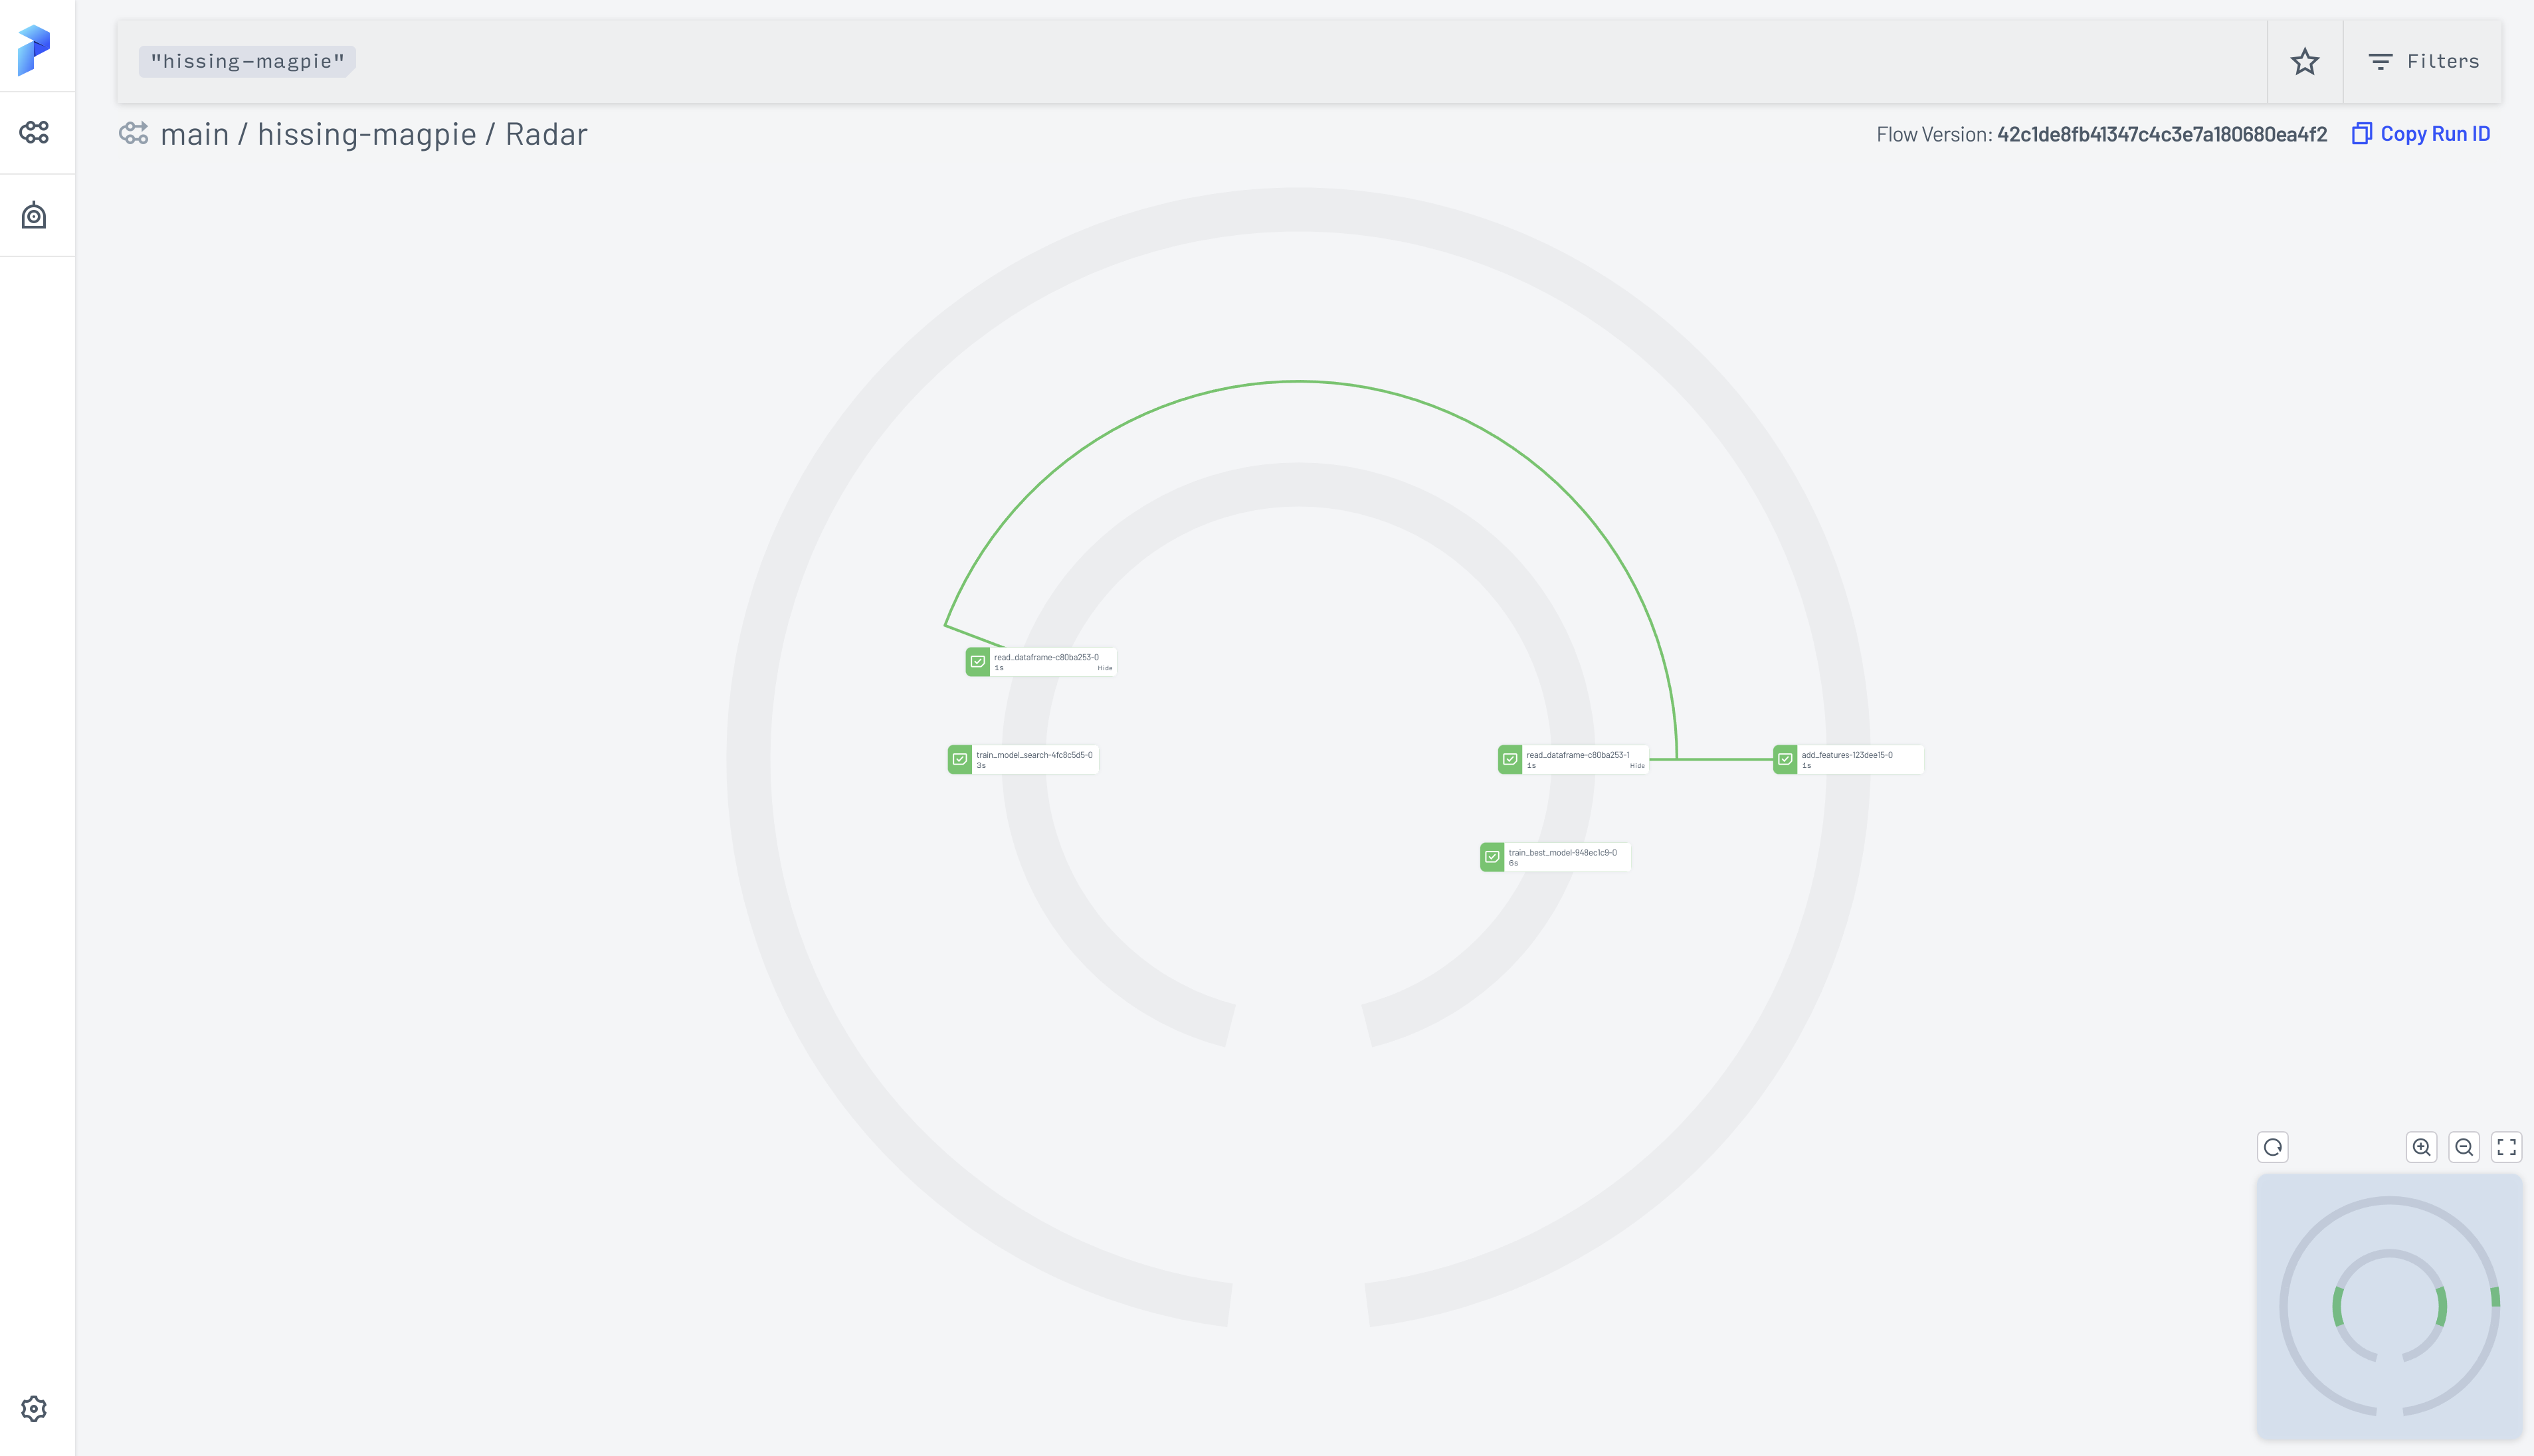 "hissing-magpie"
Filters
main / hissing-magpie / Radar
Flow Version: 42c1de8fb41347c4c3e7a180680ea4f2
Copy Run ID
read_dataframe-c80ba253-0
1s
Hide
train_model_search-4fc8c5d5-0
3s
read_dataframe-c80ba253-1
1s
Hide
add_features-123dee15-0
1s
train_best_model-948ec1c9-0
6s